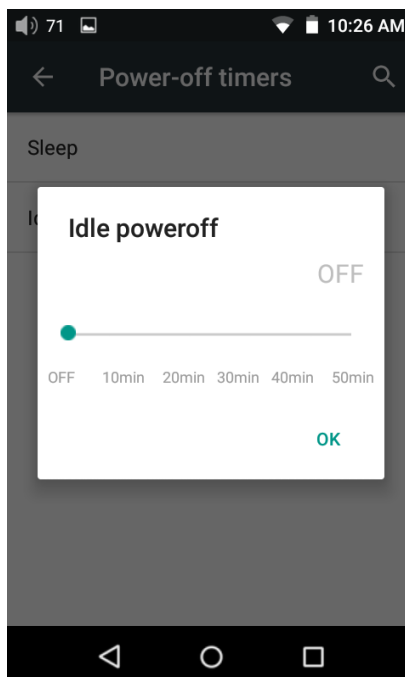 71 10:26 AM
Power-off timers
Sleep
Idle poweroff
OFF
OFF 10min 20min 30min 40min 50min
OK